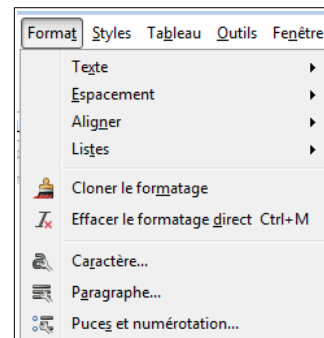 Format Styles Tableau Outils Fenêtre
Texte
Espacement
Aligner
Listes
Cloner le formatage
Effacer le formatage direct Ctrl+M
Caractère...
Paragraphe...
Puces et numérotation...